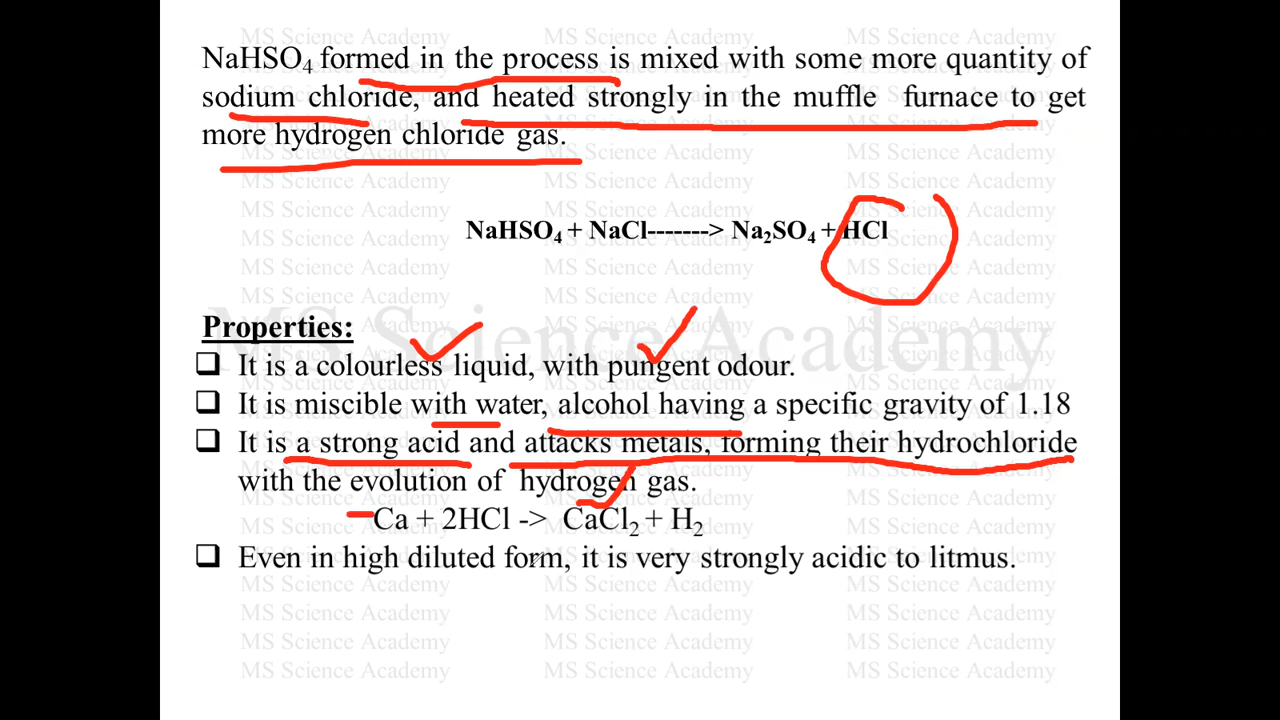 NaHSO₄ formed in the process is mixed with some more quantity of
sodium chloride, and heated strongly in the muffle furnace to get
more hydrogen chloride gas.
NaHSO₄ + NaCl-------> Na₂SO₄ + HCl
Properties:
❑ It is a colourless liquid, with pungent odour.
❑ It is miscible with water, alcohol having a specific gravity of 1.18
❑ It is a strong acid and attacks metals, forming their hydrochloride
with the evolution of hydrogen gas.
Ca + 2HCl -> CaCl₂ + H₂
❑ Even in high diluted form, it is very strongly acidic to litmus.
MS Science Academy